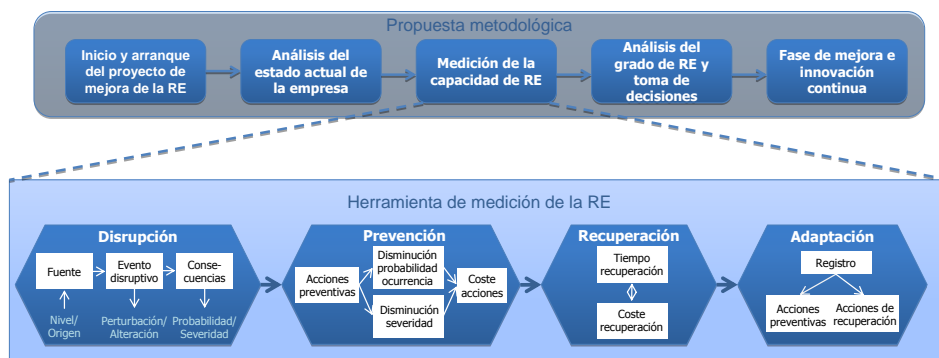 Propuesta metodológica
Inicio y arranque
del proyecto de
mejora de la RE
Análisis del
estado actual de
la empresa
Medición de la
capacidad de RE
Análisis del
grado de RE y
toma de
decisiones
Fase de mejora e
innovación
continua
Herramienta de medición de la RE
Disrupción
Fuente
Evento
disruptivo
Conse-
cuencias
Nivel/
Origen
Perturbación/
Alteración
Probabilidad/
Severidad
Prevención
Acciones
preventivas
Disminución
probabilidad
ocurrencia
Disminución
severidad
Coste
acciones
Recuperación
Tiempo
recuperación
Coste
recuperación
Adaptación
Registro
Acciones
preventivas
Acciones de
recuperación